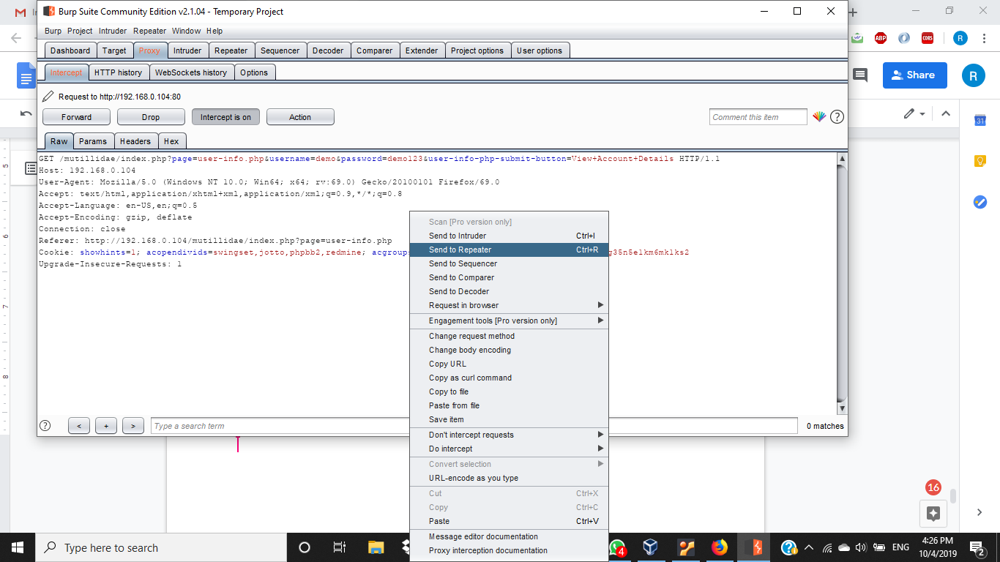 Burp Suite Community Edition v2.1.04 - Temporary Project
Burp Project Intruder Repeater Window Help
Dashboard Target Proxy Intruder Repeater Sequencer Decoder Comparer Extender Project options User options
ABP CORS R
Intercept HTTP history WebSockets history Options
Share R
Request to http://192.168.0.104:80
Forward Drop Intercept is on Action Comment this item ?
31
Raw Params Headers Hex
GET /mutillidae/index.php?page=user-info.php&username=demo&password=demo123&user-info-php-submit-button=View+Account+Details HTTP/1.1
Host: 192.168.0.104
User-Agent: Mozilla/5.0 (Windows NT 10.0; Win64; x64; rv:69.0) Gecko/20100101 Firefox/69.0
Accept: text/html,application/xhtml+xml,application/xml;q=0.9,*/*;q=0.8
Accept-Language: en-US,en;q=0.5
Accept-Encoding: gzip, deflate
Connection: close
Referer: http://192.168.0.104/mutillidae/index.php?page=user-info.php
Cookie: showhints=1; acopendivids=swingset,jotto,phpbb2,redmine; acgroups
g35n5elkm6mklks2
Upgrade-Insecure-Requests: 1
5
6
7
8
Scan [Pro version only]
Send to Intruder Ctrl+I
Send to Repeater Ctrl+R
Send to Sequencer
Send to Comparer
Send to Decoder
Request in browser
Engagement tools [Pro version only]
Change request method
Change body encoding
Copy URL
Copy as curl command
Copy to file
Paste from file
Save item
Don't intercept requests
Do intercept
Convert selection
URL-encode as you type
Cut Ctrl+X
Copy Ctrl+C
Paste Ctrl+V
Message editor documentation
Proxy interception documentation
? < + > Type a search term 0 matches
16
Type here to search
4
ENG
4:26 PM
10/4/2019
2